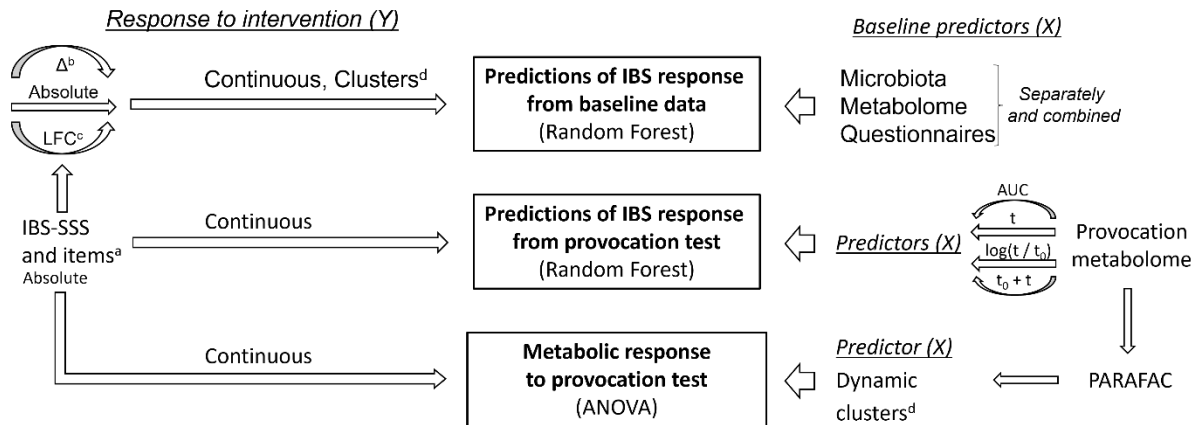 Response to intervention (Y)
Baseline predictors (X)
Δᵇ
Absolute
LFCᶜ
Continuous, Clustersᵈ
Predictions of IBS response
from baseline data
(Random Forest)
Microbiota
Metabolome
Questionnaires
Separately
and combined
IBS-SSS
and itemsᵃ
Absolute
Continuous
Predictions of IBS response
from provocation test
(Random Forest)
Predictors (X)
AUC
t
log(t / t₀)
t₀ + t
Provocation
metabolome
Continuous
Metabolic response
to provocation test
(ANOVA)
Predictor (X)
Dynamic
clustersᵈ
PARAFAC